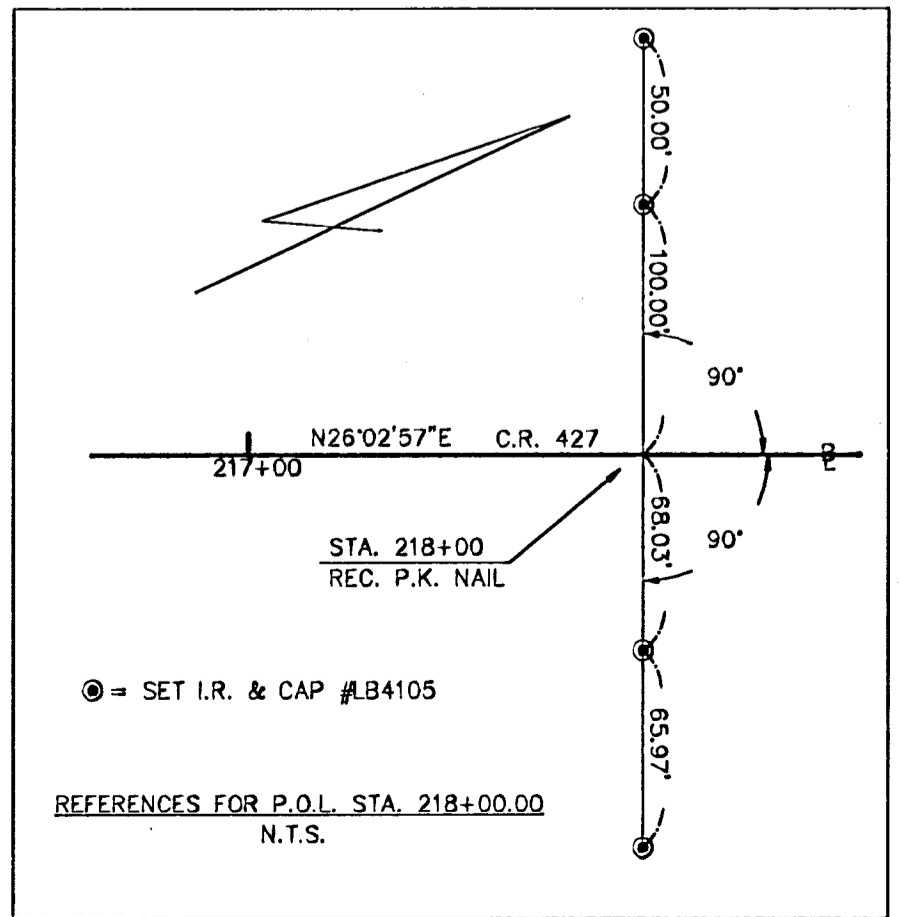 50.00'
100.00'
90°
N26°02'57"E C.R. 427
217+00
BL
68.03'
90°
STA. 218+00
REC. P.K. NAIL
= SET I.R. & CAP #LB4105
65.97'
REFERENCES FOR P.O.L. STA. 218+00.00
N.T.S.